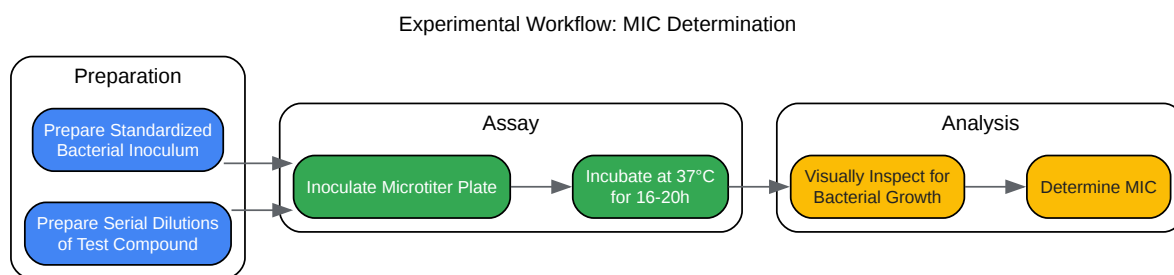 Experimental Workflow: MIC Determination
Preparation
Prepare Standardized
Bacterial Inoculum
Prepare Serial Dilutions
of Test Compound
Assay
Inoculate Microtiter Plate
Incubate at 37°C
for 16-20h
Analysis
Visually Inspect for
Bacterial Growth
Determine MIC